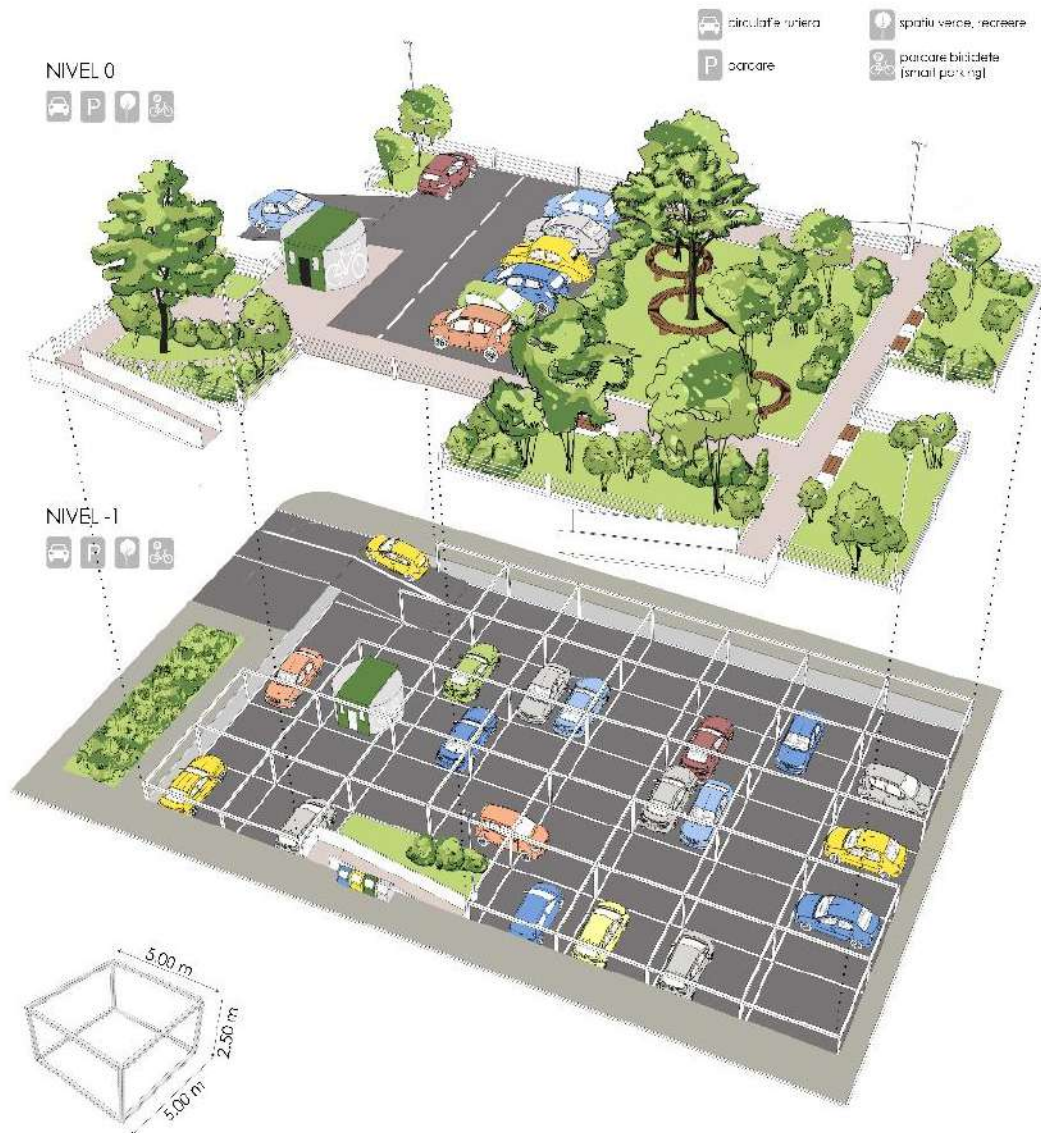 circulatie rutiera
spatiu verde, recreere
P parcare
parcare biciclete
(smart parking)
NIVEL 0
P
NIVEL -1
P
5.00 m
2.50 m
5.00 m